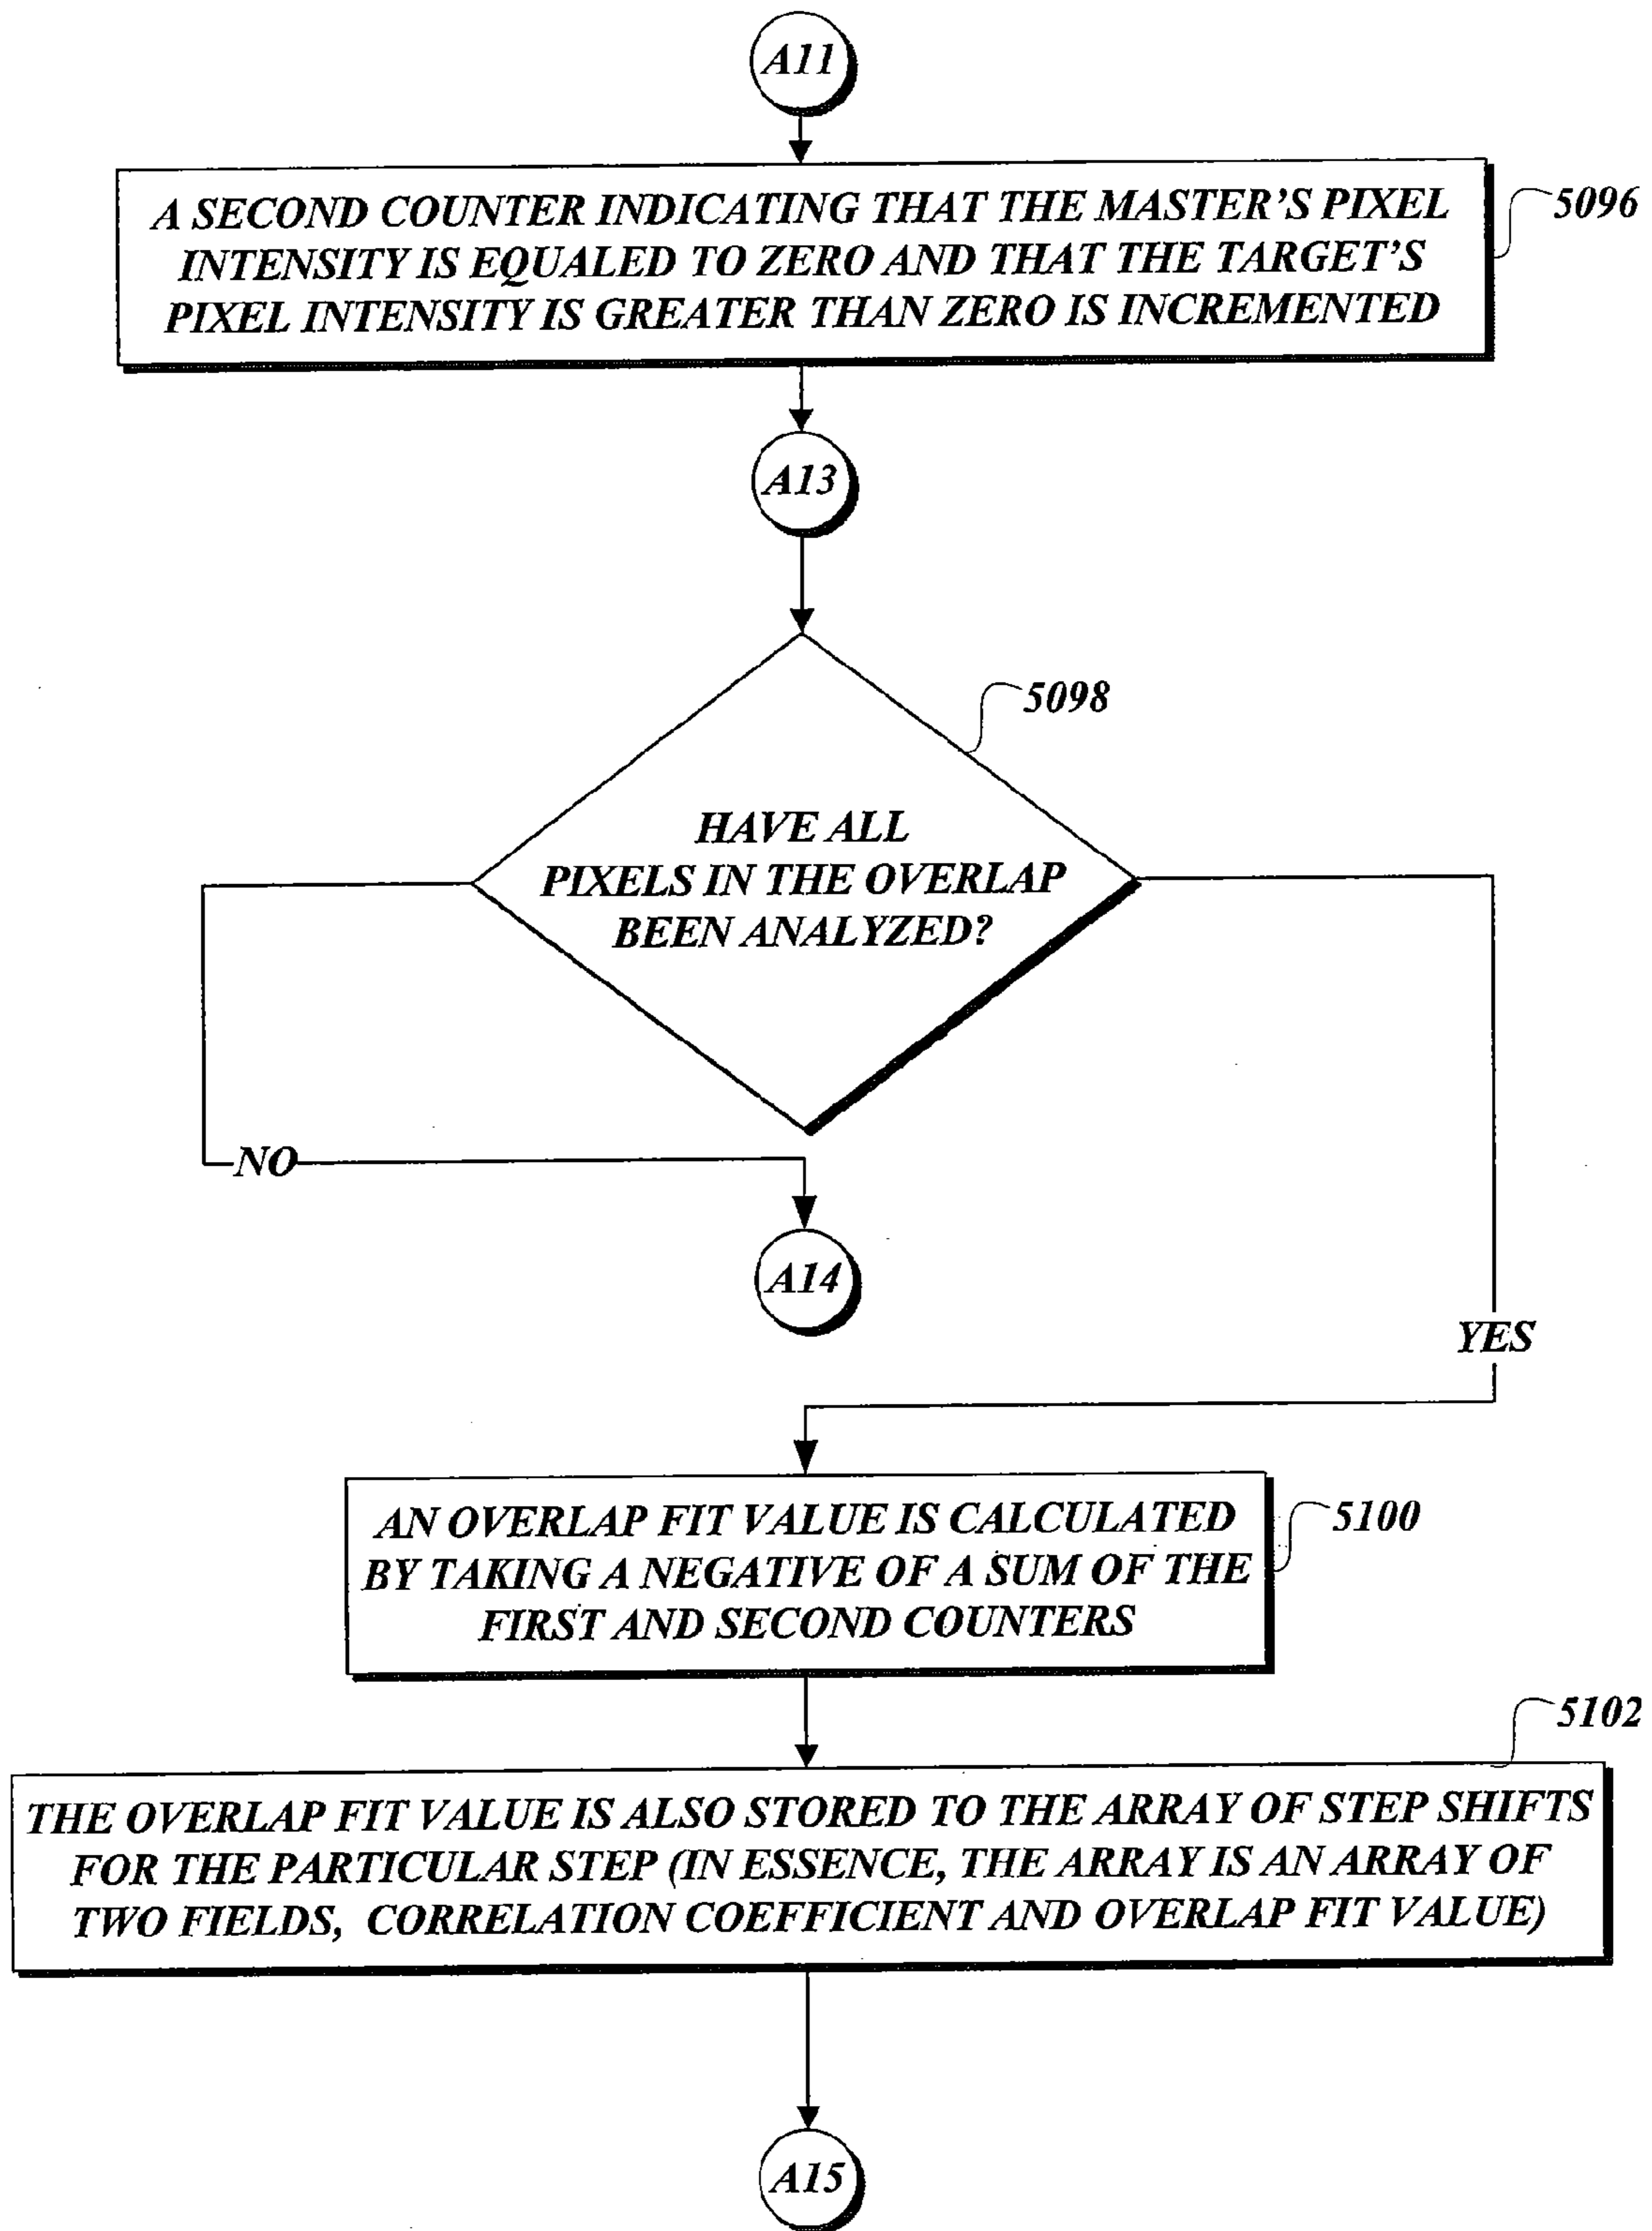 A11
A SECOND COUNTER INDICATING THAT THE MASTER'S PIXEL
INTENSITY IS EQUALED TO ZERO AND THAT THE TARGET'S
PIXEL INTENSITY IS GREATER THAN ZERO IS INCREMENTED
5096
A13
5098
HAVE ALL
PIXELS IN THE OVERLAP
BEEN ANALYZED?
NO
A14
YES
AN OVERLAP FIT VALUE IS CALCULATED
BY TAKING A NEGATIVE OF A SUM OF THE
FIRST AND SECOND COUNTERS
5100
5102
THE OVERLAP FIT VALUE IS ALSO STORED TO THE ARRAY OF STEP SHIFTS
FOR THE PARTICULAR STEP (IN ESSENCE, THE ARRAY IS AN ARRAY OF
TWO FIELDS, CORRELATION COEFFICIENT AND OVERLAP FIT VALUE)
A15